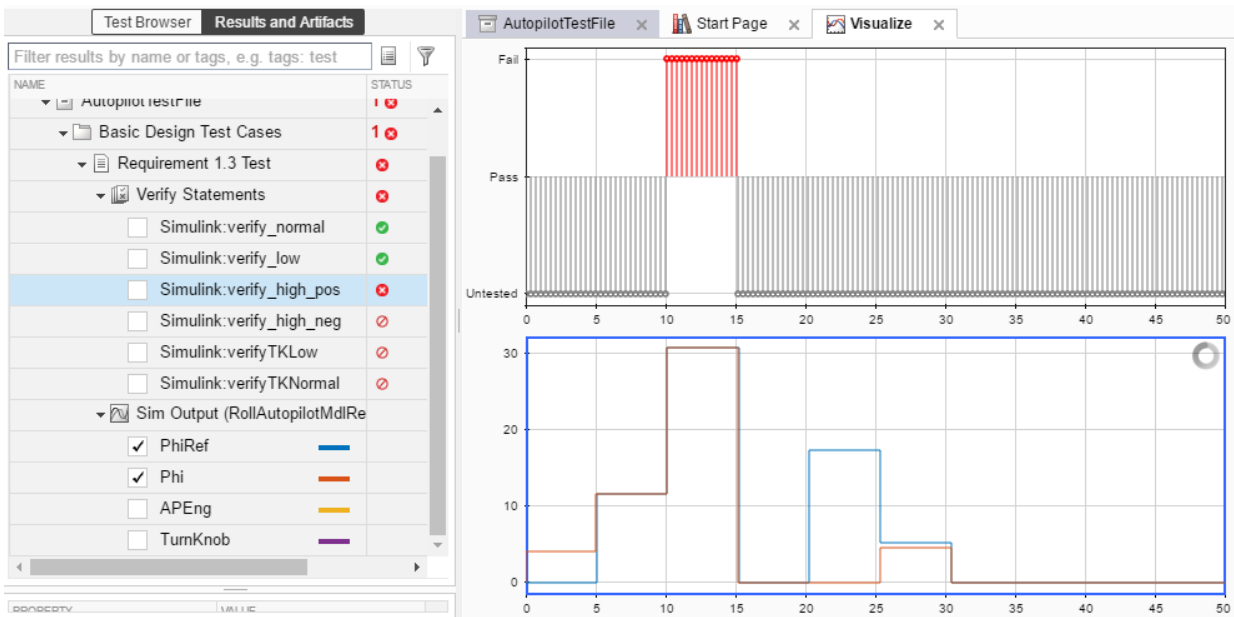 Test Browser Results and Artifacts
Filter results by name or tags, e.g. tags: test
NAME STATUS
AutopilotTestFile 1
Basic Design Test Cases 1
Requirement 1.3 Test
Verify Statements
Simulink:verify_normal
Simulink:verify_low
Simulink:verify_high_pos
Simulink:verify_high_neg
Simulink:verifyTKLow
Simulink:verifyTKNormal
Sim Output (RollAutopilotMdlRe
PhiRef
Phi
APEng
TurnKnob
PROPERTY VALUE
AutopilotTestFile Start Page Visualize
Fail
Pass
Untested
0 5 10 15 20 25 30 35 40 45 50
30
20
10
0
0 5 10 15 20 25 30 35 40 45 50